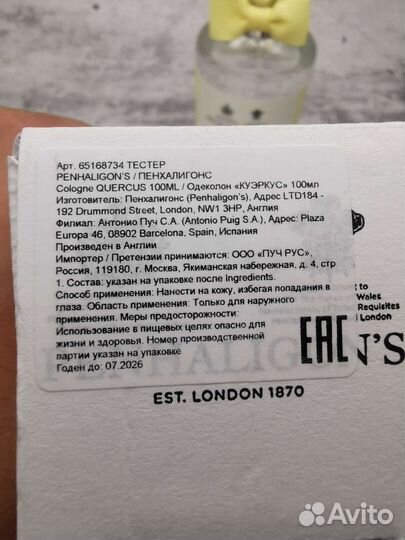 Арт. 65168734 ТЕСТЕР
PENHALIGON'S / ПЕНХАЛИГОНС
Cologne QUERCUS 100ML / Одеколон «КУЭРКУС» 100мл
Изготовитель: Пенхалигонс (Penhaligon's), Адрес LTD184 -
192 Drummond Street, London, NW1 3HP, Англия
Филиал: Антонио Пуч С.А. (Antonio Puig S.A.), Адрес: Plaza
Europa 46, 08902 Barcelona, Spain, Испания
Произведен в Англии
Импортер / Претензии принимаются: ООО «ПУЧ РУС»,
Россия, 119180, г. Москва, Якиманская набережная, д. 4, стр
1. Состав: указан на упаковке после Ingredients.
Способ применения: Нанести на кожу, избегая попадания в
глаза. Область применения: Только для наружного
применения. Меры предосторожности:
Использование в пищевых целях опасно для
жизни и здоровья. Номер производственной
партии указан на упаковке
Годен до: 07.2026
EAC
t to
Wales
Requisites
London
PENHALIGON'S
EST. LONDON 1870
Avito